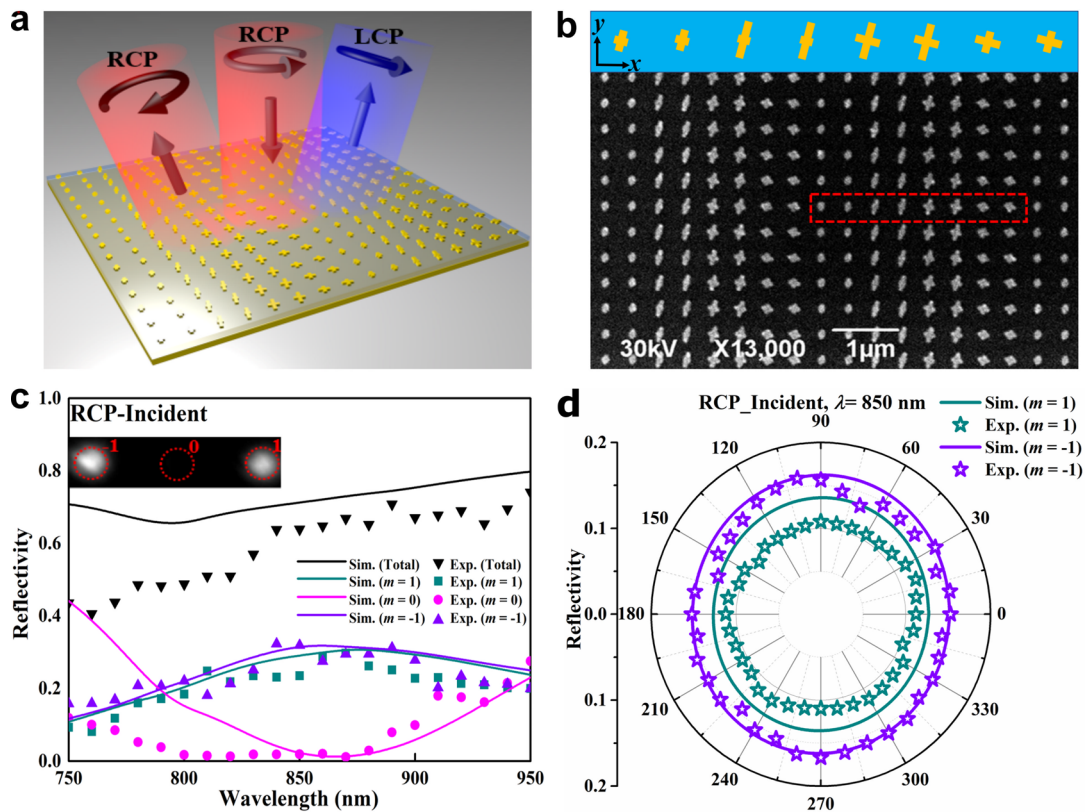 a
RCP
RCP
LCP
b
y
x
30kV X13,000 1μm
c
RCP-Incident
-1 0 1
Sim. (Total) Exp. (Total)
Sim. (m = 1) Exp. (m = 1)
Sim. (m = 0) Exp. (m = 0)
Sim. (m = -1) Exp. (m = -1)
Reflectivity
1.0
0.8
0.6
0.4
0.2
0.0
750 800 850 900 950
Wavelength (nm)
d
RCP_Incident, λ= 850 nm
Sim. (m = 1)
Exp. (m = 1)
Sim. (m = -1)
Exp. (m = -1)
Reflectivity
0.2
0.1
0.0
0.1
0.2
90
120 60
150 30
180 0
210 330
240 300
270